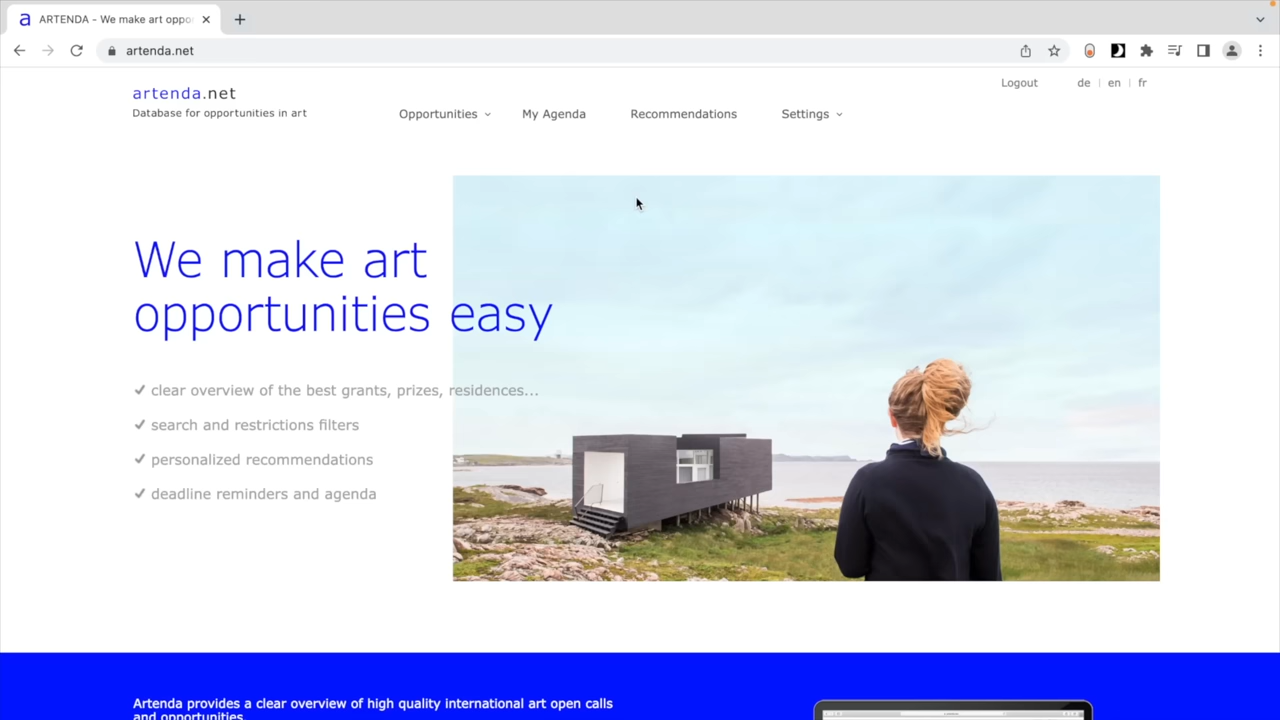 ARTENDA - We make art oppo
artenda.net
Logout
de | en | fr
artenda.net
Database for opportunities in art
Opportunities
My Agenda
Recommendations
Settings
We make art
opportunities easy
✔ clear overview of the best grants, prizes, residences...
✔ search and restrictions filters
✔ personalized recommendations
✔ deadline reminders and agenda
Artenda provides a clear overview of high quality international art open calls
and opportunities.